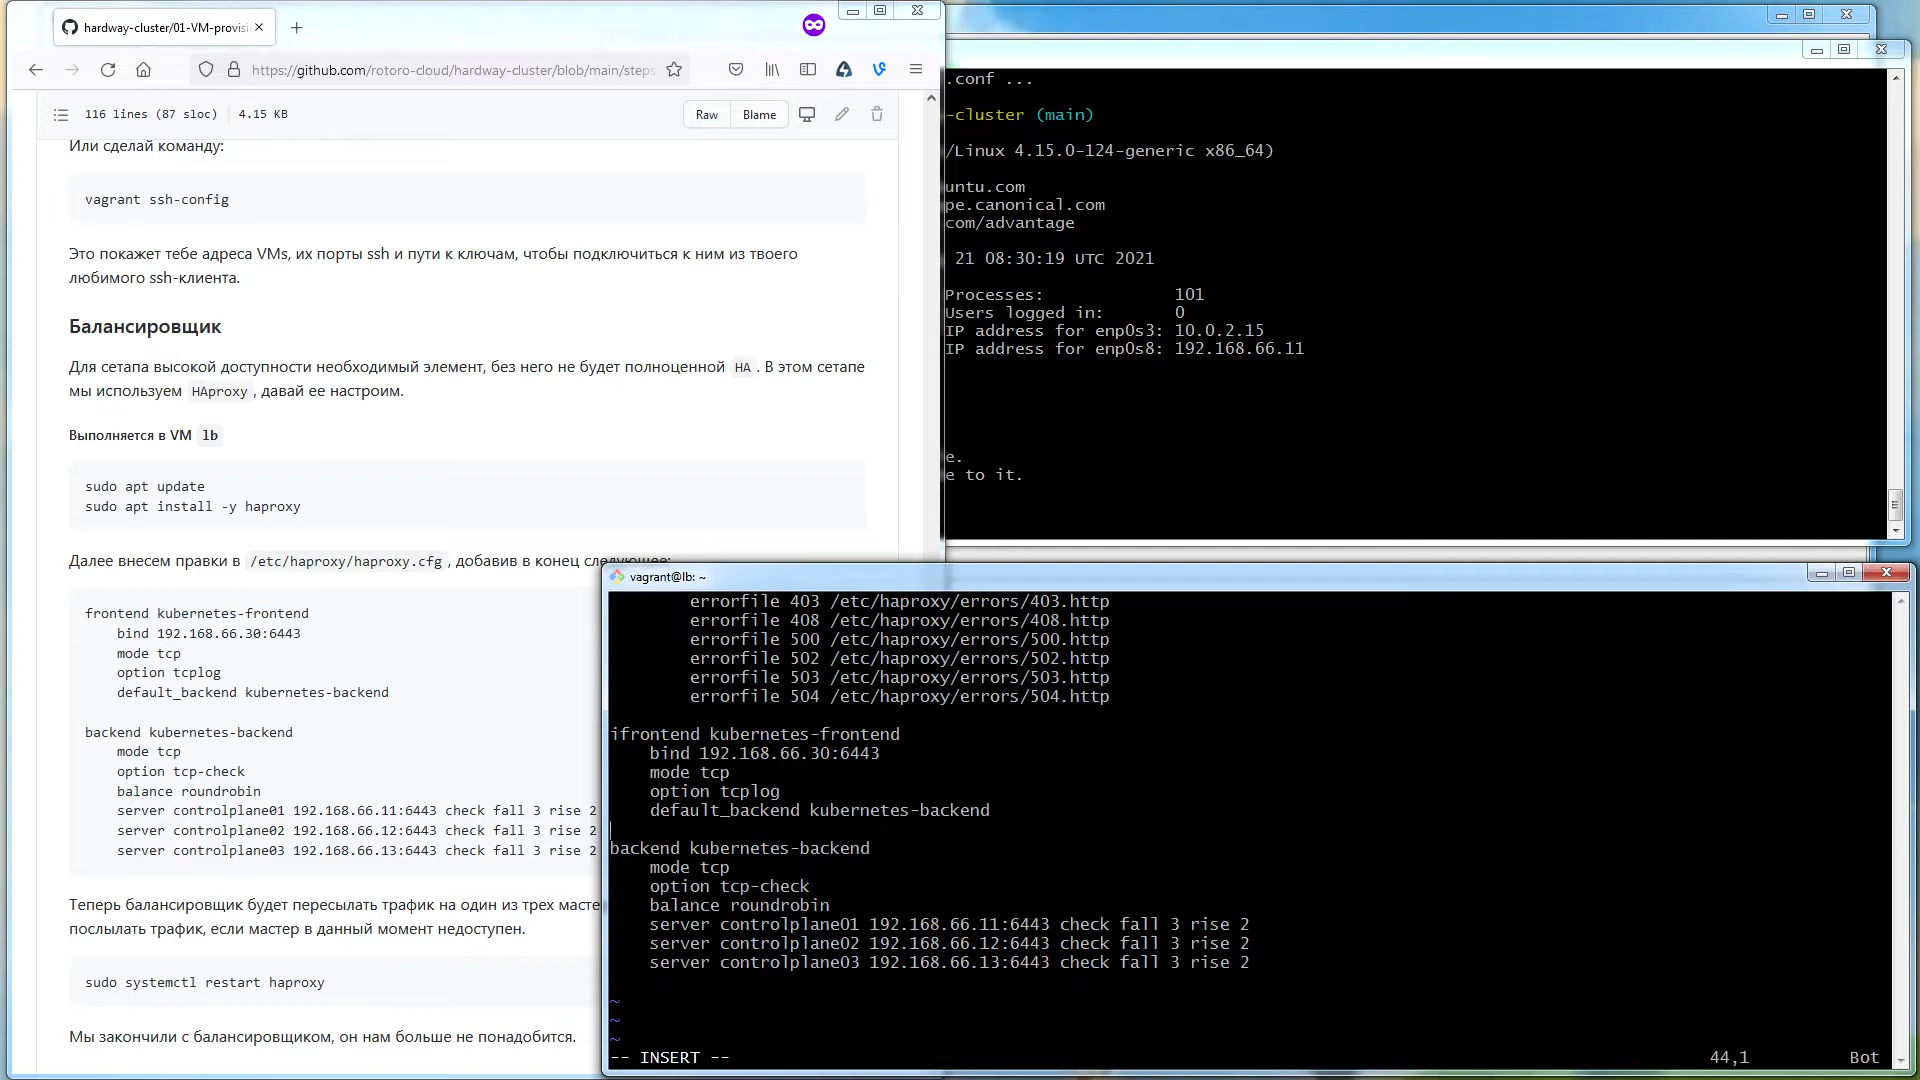 hardway-cluster/01-VM-provisi
https://github.com/rotoro-cloud/hardway-cluster/blob/main/steps
116 lines (87 sloc)
4.15 KB
Raw
Blame
Или сделай команду:
vagrant ssh-config
Это покажет тебе адреса VMs, их порты ssh и пути к ключам, чтобы подключиться к ним из твоего
любимого ssh-клиента.
Балансировщик
Для сетапа высокой доступности необходимый элемент, без него не будет полноценной HA . В этом сетапе
мы используем HAproxy , давай ее настроим.
Выполняется в VM lb
sudo apt update
sudo apt install -y haproxy
Далее внесем правки в /etc/haproxy/haproxy.cfg , добавив в конец следующее:
frontend kubernetes-frontend
bind 192.168.66.30:6443
mode tcp
option tcplog
default_backend kubernetes-backend
backend kubernetes-backend
mode tcp
option tcp-check
balance roundrobin
server controlplane01 192.168.66.11:6443 check fall 3 rise 2
server controlplane02 192.168.66.12:6443 check fall 3 rise 2
server controlplane03 192.168.66.13:6443 check fall 3 rise 2
Теперь балансировщик будет пересылать трафик на один из трех масте
послылать трафик, если мастер в данный момент недоступен.
sudo systemctl restart haproxy
Мы закончили с балансировщиком, он нам больше не понадобится.
.conf ...
-cluster (main)
/Linux 4.15.0-124-generic x86_64)
untu.com
pe.canonical.com
com/advantage
21 08:30:19 UTC 2021
Processes: 101
Users logged in: 0
IP address for enp0s3: 10.0.2.15
IP address for enp0s8: 192.168.66.11
e.
e to it.
vagrant@lb: ~
errorfile 403 /etc/haproxy/errors/403.http
errorfile 408 /etc/haproxy/errors/408.http
errorfile 500 /etc/haproxy/errors/500.http
errorfile 502 /etc/haproxy/errors/502.http
errorfile 503 /etc/haproxy/errors/503.http
errorfile 504 /etc/haproxy/errors/504.http
ifrontend kubernetes-frontend
bind 192.168.66.30:6443
mode tcp
option tcplog
default_backend kubernetes-backend
backend kubernetes-backend
mode tcp
option tcp-check
balance roundrobin
server controlplane01 192.168.66.11:6443 check fall 3 rise 2
server controlplane02 192.168.66.12:6443 check fall 3 rise 2
server controlplane03 192.168.66.13:6443 check fall 3 rise 2
~
~
~
-- INSERT -- 44,1 Bot